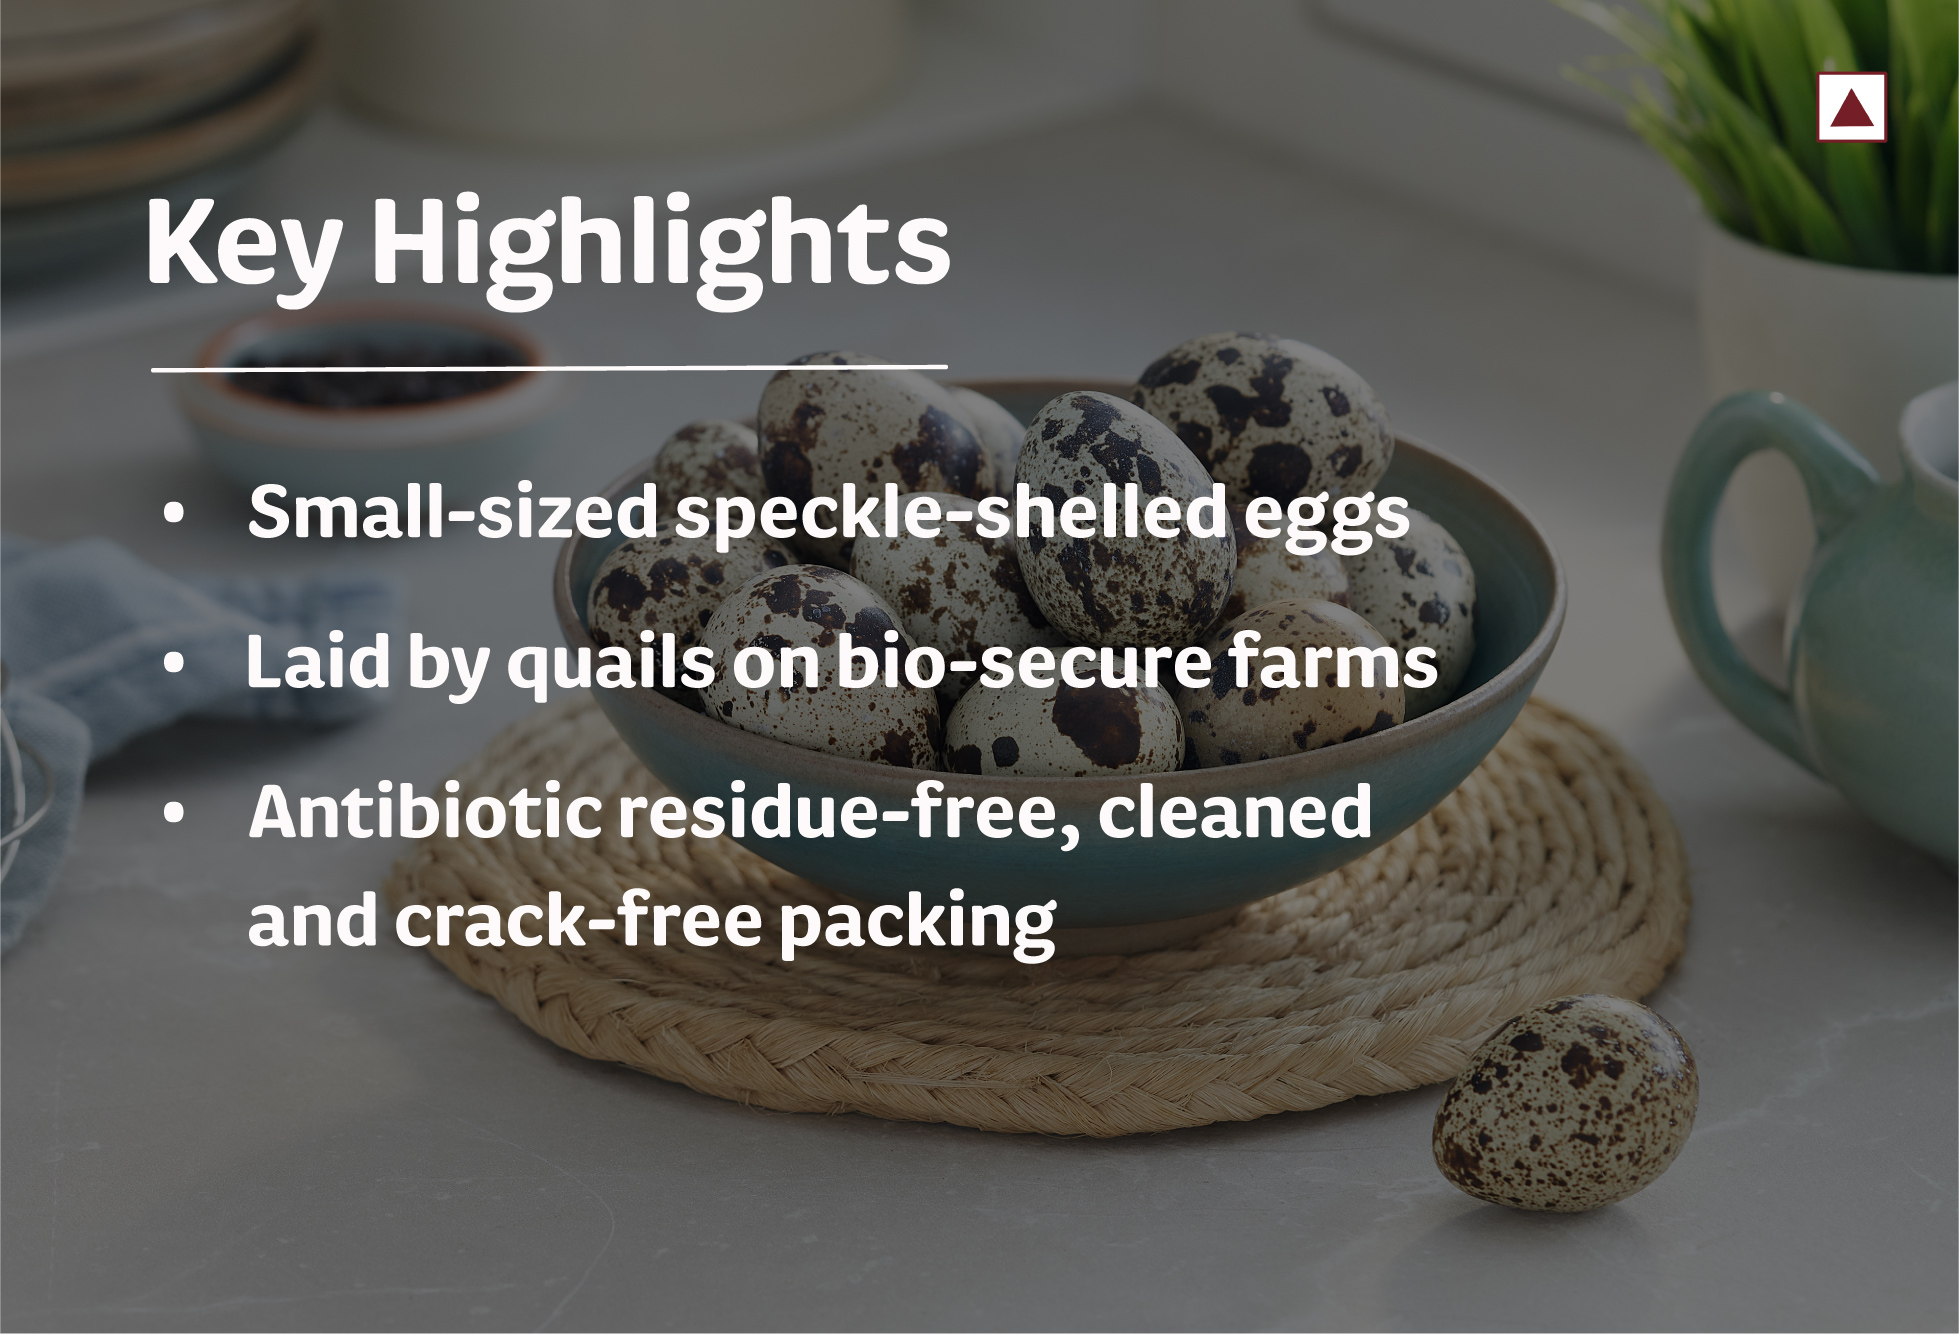 Key Highlights
• Small-sized speckle-shelled eggs
• Laid by quails on bio-secure farms
• Antibiotic residue-free, cleaned
and crack-free packing